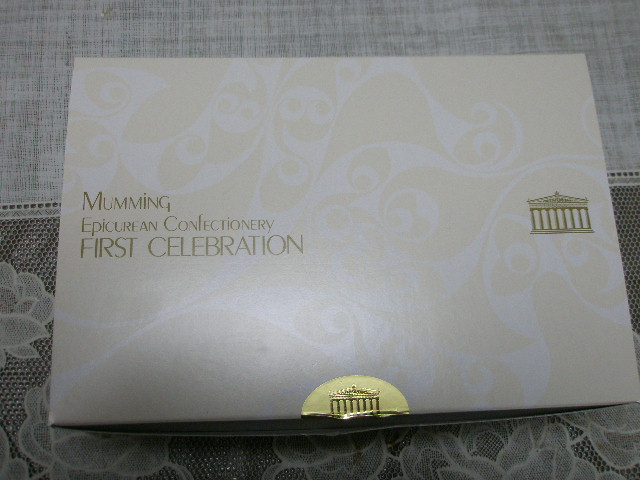 Mumming
Epicurean Confectionery
FIRST CELEBRATION